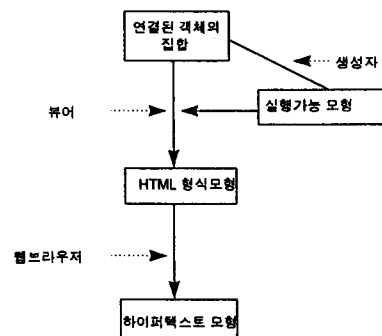 연결된 객체의
집합
생성자
뷰어
실행가능 모형
HTML 형식모형
웹브라우저
하이퍼텍스트 모형